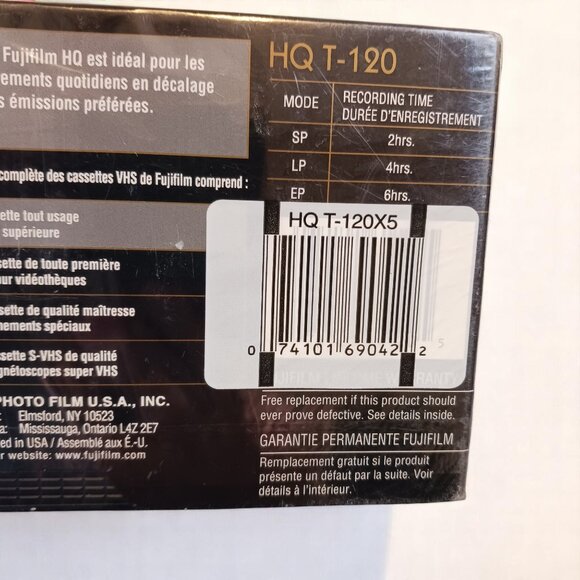 Fujifilm HQ est idéal pour les
ements quotidiens en décalage
s émissions préférées.
complète des cassettes VHS de Fujifilm comprend :
ette tout usage
supérieure
sette de toute première
our vidéothèques
sette de qualité maîtresse
nements spéciaux
ssette S-VHS de qualité
gnétoscopes super VHS
PHOTO FILM U.S.A., INC.
: Elmsford, NY 10523
a: Mississauga, Ontario L4Z 2E7
ed in USA / Assemblé aux É.-U.
r website: www.fujifilm.com
HQ T-120
MODE RECORDING TIME
DURÉE D'ENREGISTREMENT
SP 2hrs.
LP 4hrs.
EP 6hrs.
HQ T-120X5
5
0 74101 69042 2
Free replacement if this product should
ever prove defective. See details inside.
GARANTIE PERMANENTE FUJIFILM
Remplacement gratuit si le produit
présente un défaut par la suite. Voir
détails à l'intérieur.